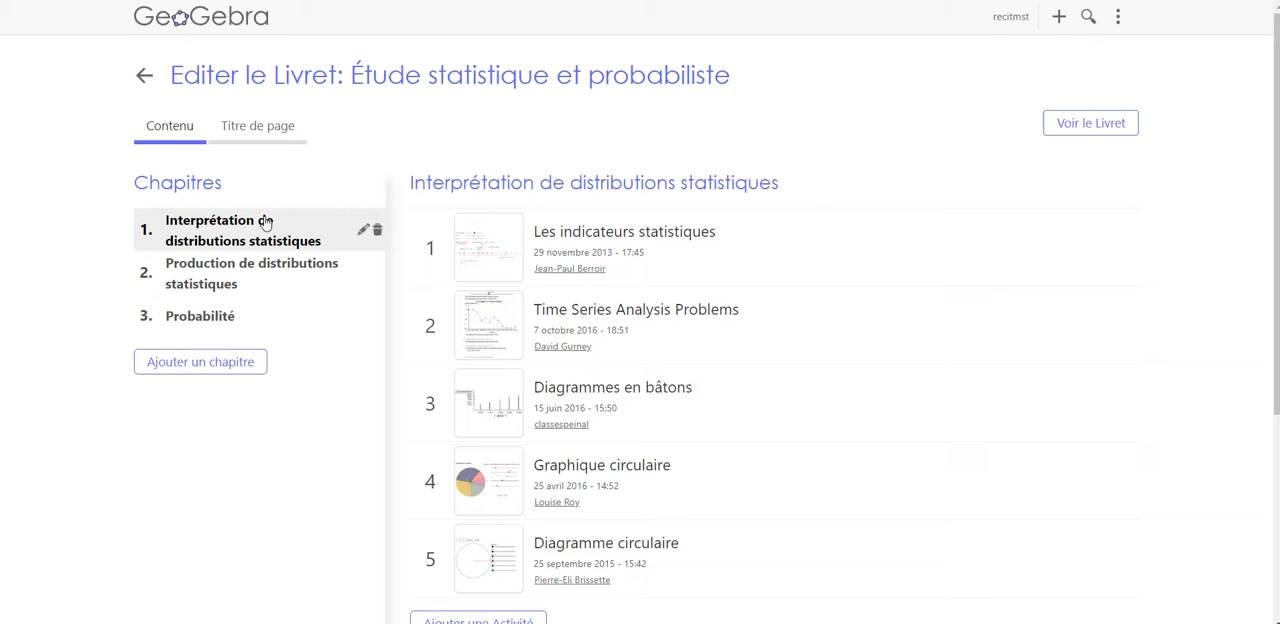 GeoGebra
recitmst
Editer le Livret: Étude statistique et probabiliste
Contenu
Titre de page
Voir le Livret
Chapitres
1. Interprétation de
distributions statistiques
2. Production de distributions
statistiques
3. Probabilité
Ajouter un chapitre
Interprétation de distributions statistiques
1
Les indicateurs statistiques
29 novembre 2013 - 17:45
Jean-Paul Berroir
2
Time Series Analysis Problems
7 octobre 2016 - 18:51
David Gurney
3
Diagrammes en bâtons
15 juin 2016 - 15:50
classespeinal
4
Graphique circulaire
25 avril 2016 - 14:52
Louise Roy
5
Diagramme circulaire
25 septembre 2015 - 15:42
Pierre-Eli Brissette
Ajouter une Activité